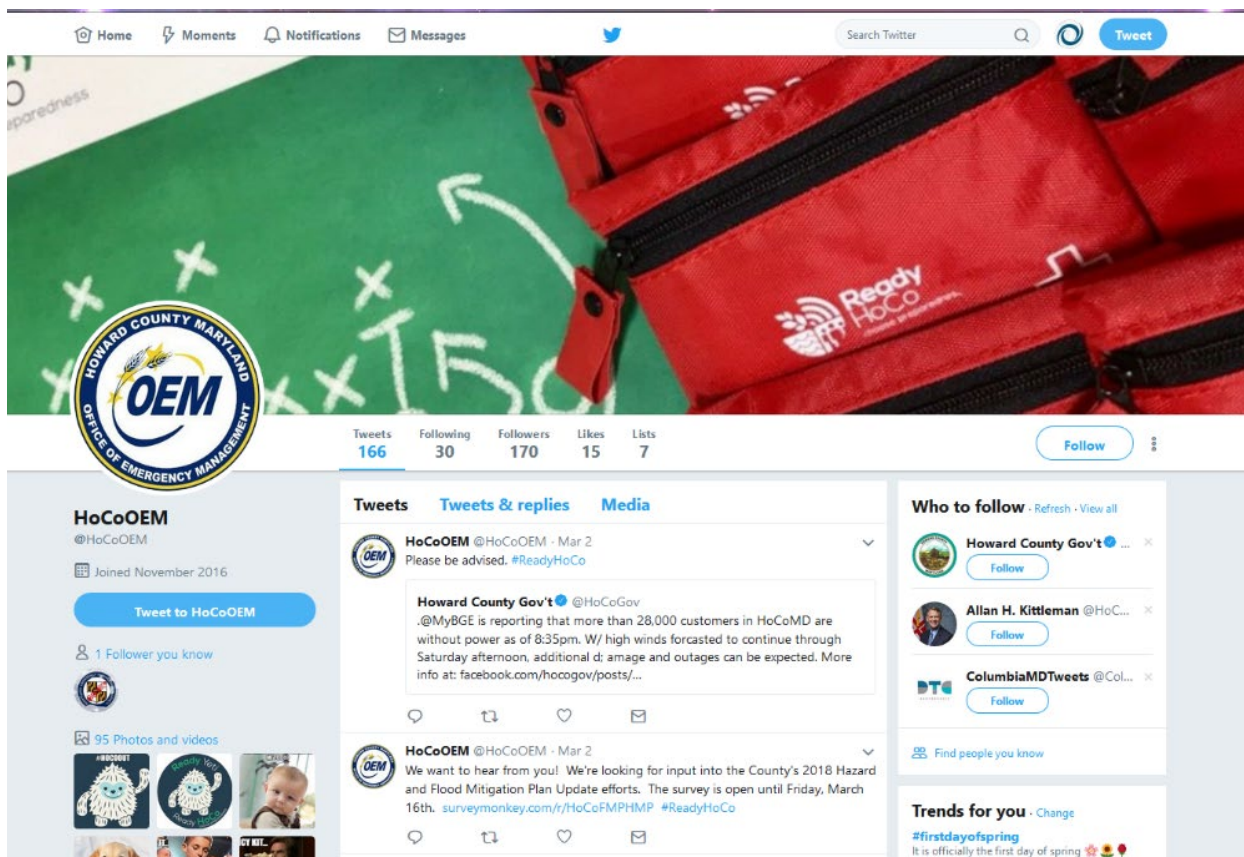 Home Moments Notifications Messages Search Twitter Tweet
paredness
Ready
HoCo
HOWARD COUNTY MARYLAND
OEM
OFFICE OF EMERGENCY MANAGEMENT
Tweets Following Followers Likes Lists
166 30 170 15 7
Follow
HoCoOEM
@HoCoOEM
Joined November 2016
Tweet to HoCoOEM
1 Follower you know
95 Photos and videos
#HOCOOUT
Ready Yeti
Ready HoCo
Tweets Tweets & replies Media
HoCoOEM @HoCoOEM · Mar 2
Please be advised. #ReadyHoCo
Howard County Gov't @HoCoGov
.@MyBGE is reporting that more than 28,000 customers in HoCoMD are
without power as of 8:35pm. W/ high winds forcasted to continue through
Saturday afternoon, additional d; amage and outages can be expected. More
info at: facebook.com/hocogov/posts/...
HoCoOEM @HoCoOEM · Mar 2
We want to hear from you! We're looking for input into the County's 2018 Hazard
and Flood Mitigation Plan Update efforts. The survey is open until Friday, March
16th. surveymonkey.com/r/HoCoFMPHMP #ReadyHoCo
Who to follow · Refresh · View all
Howard County Gov't ...
Follow
Allan H. Kittleman @HoC...
Follow
ColumbiaMDTweets @Col...
DTC
Follow
Find people you know
Trends for you · Change
#firstdayofspring
It is officially the first day of spring